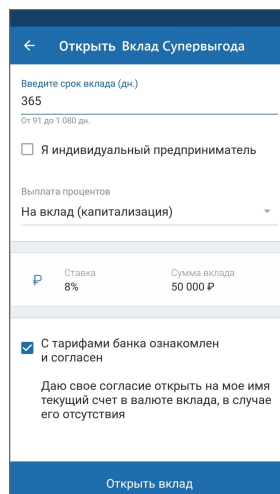 ← Открыть Вклад Супервыгода
Введите срок вклада (дн.)
365
От 91 до 1 080 дн.
Я индивидуальный предприниматель
Выплата процентов
На вклад (капитализация)
Ставка Сумма вклада
₽ 8% 50 000 ₽
С тарифами банка ознакомлен
и согласен
Даю свое согласие открыть на мое имя
текущий счет в валюте вклада, в случае
его отсутствия
Открыть вклад